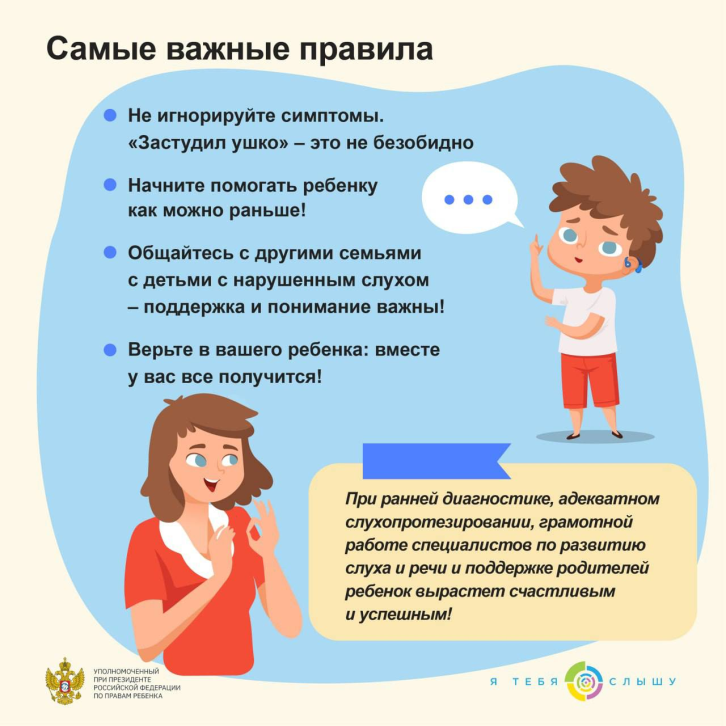 Самые важные правила
Не игнорируйте симптомы.
«Застудил ушко» – это не безобидно
Начните помогать ребенку
как можно раньше!
Общайтесь с другими семьями
с детьми с нарушенным слухом
– поддержка и понимание важны!
Верьте в вашего ребенка: вместе
у вас все получится!
При ранней диагностике, адекватном
слухопротезировании, грамотной
работе специалистов по развитию
слуха и речи и поддержке родителей
ребенок вырастет счастливым
и успешным!
УПОЛНОМОЧЕННЫЙ
ПРИ ПРЕЗИДЕНТЕ
РОССИЙСКОЙ ФЕДЕРАЦИИ
ПО ПРАВАМ РЕБЕНКА
Я ТЕБЯ СЛЫШУ